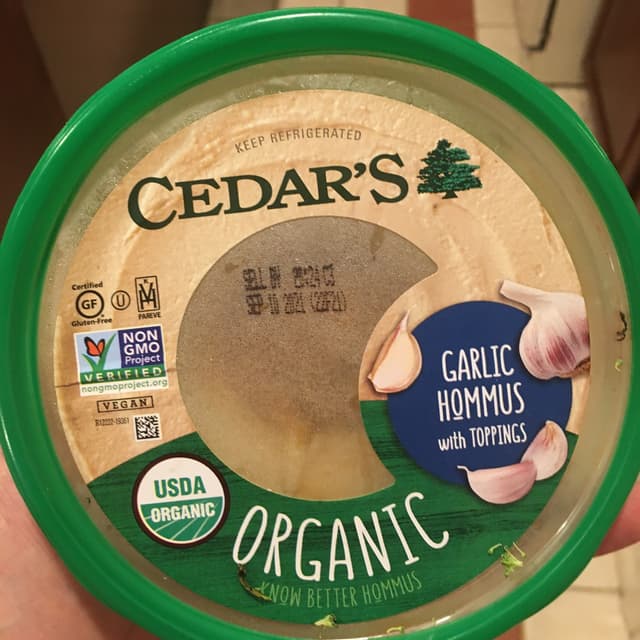 KEEP REFRIGERATED
CEDAR'S
SELL BY
SEP 10 2021
Certified
GF
Gluten-Free
U
PAREVE
NON
GMO
Project
VERIFIED
nongmoproject.org
VEGAN
GARLIC
HOMMUS
with TOPPINGS
USDA
ORGANIC
ORGANIC
KNOW BETTER HOMMUS